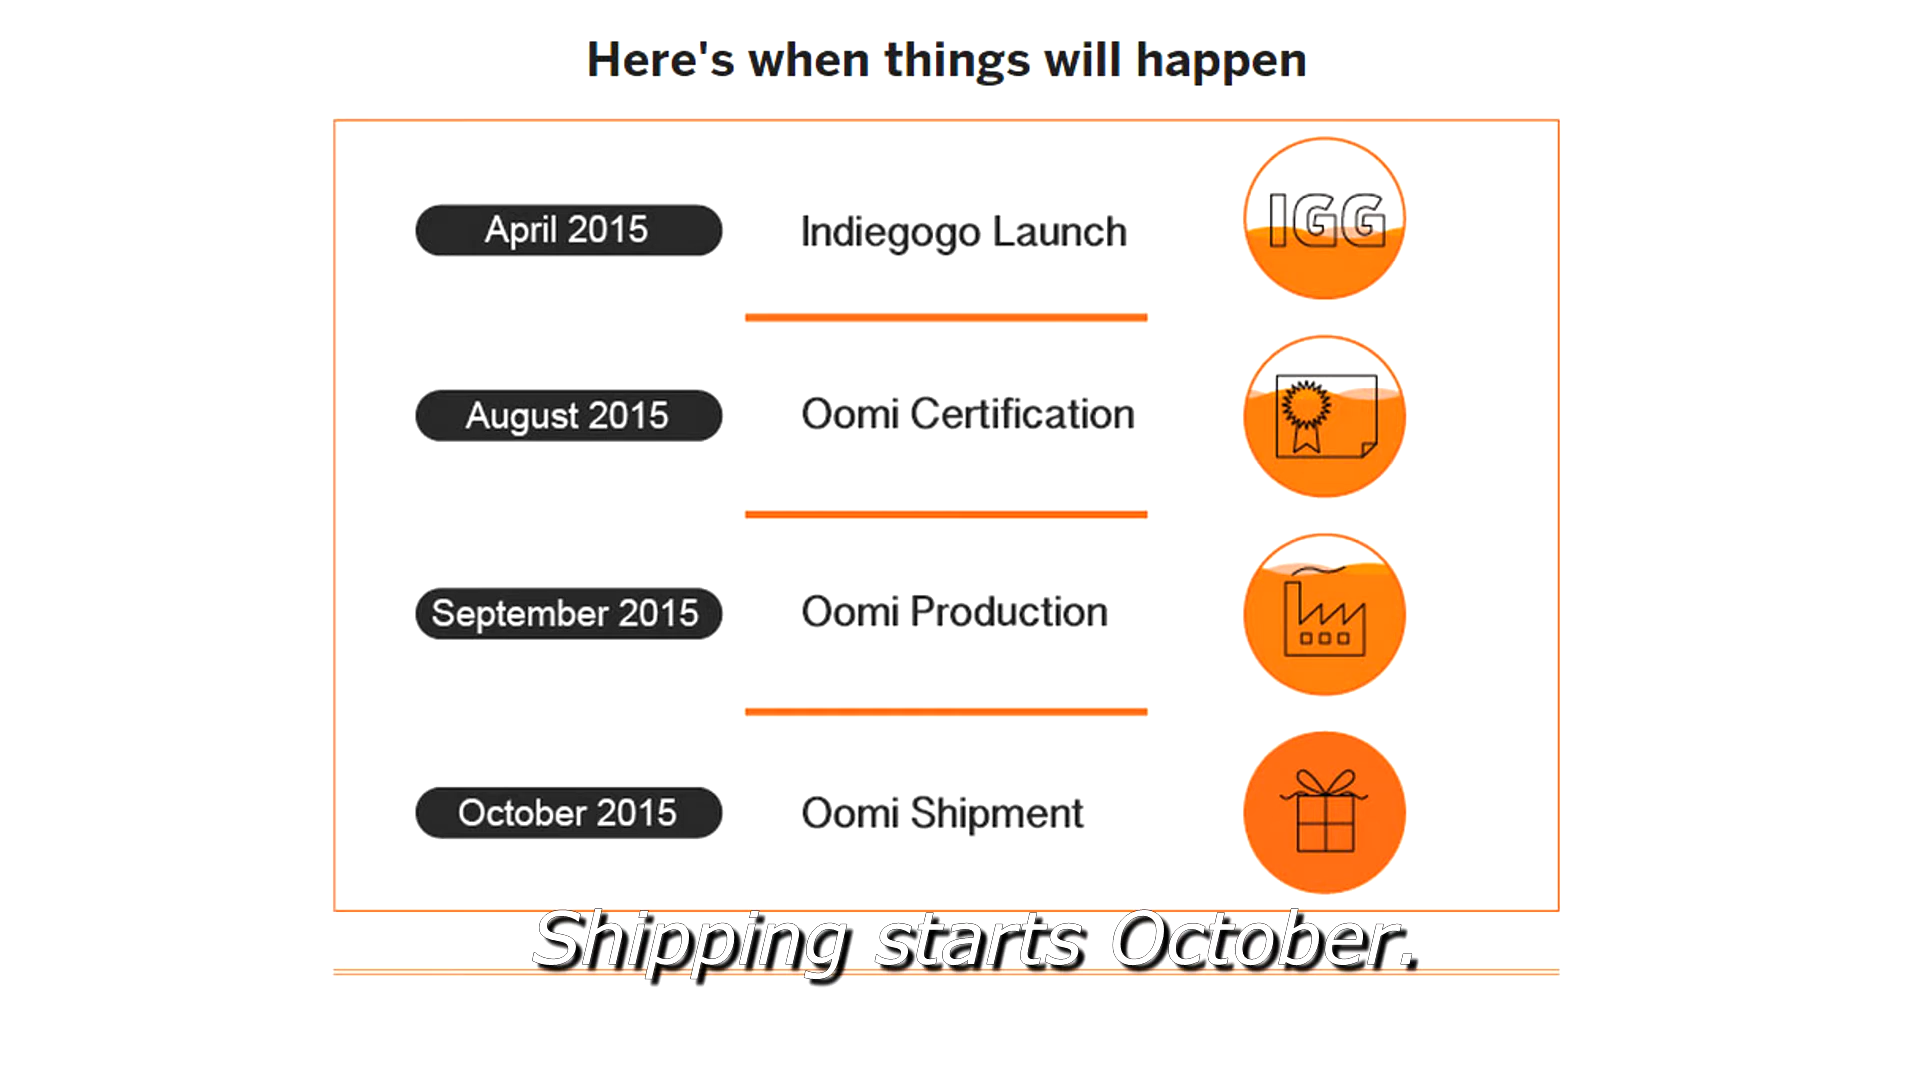 Here's when things will happen
April 2015 Indiegogo Launch IGG
August 2015 Oomi Certification
September 2015 Oomi Production
October 2015 Oomi Shipment
Shipping starts October.